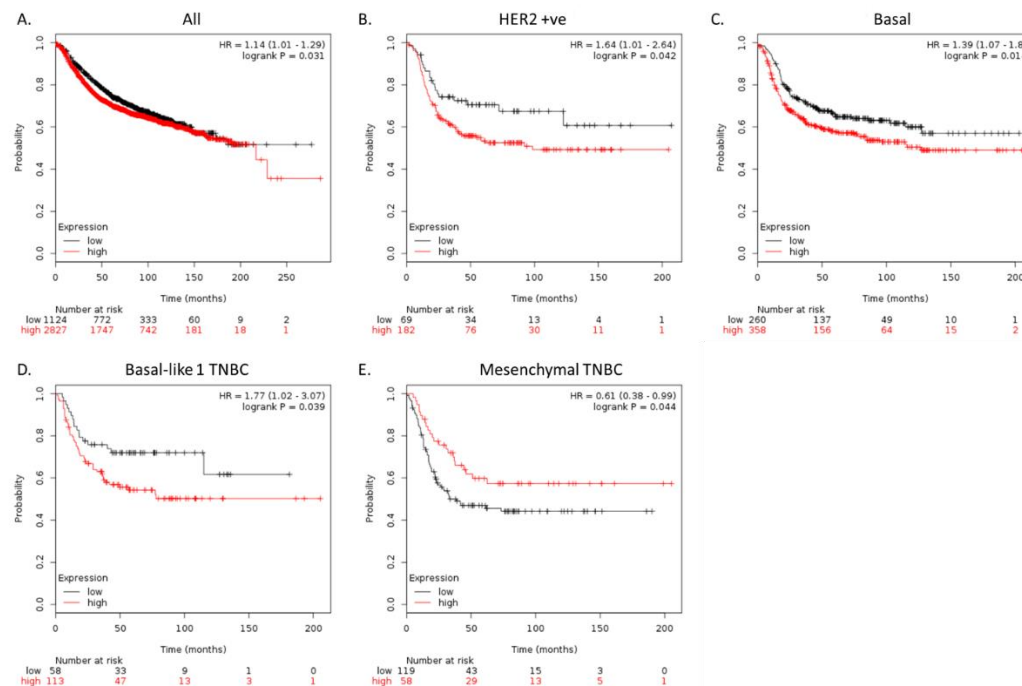 A. All
HR = 1.14 (1.01 - 1.29)
logrank P = 0.031
Probability
1.0
0.8
0.6
0.4
0.2
0.0
Expression
low
high
0 50 100 150 200 250
Time (months)
Number at risk
low 1124 772 333 60 9 2
high 2827 1747 742 181 18 1
B. HER2 +ve
HR = 1.64 (1.01 - 2.64)
logrank P = 0.042
Probability
1.0
0.8
0.6
0.4
0.2
0.0
Expression
low
high
0 50 100 150 200
Time (months)
Number at risk
low 69 34 13 4 1
high 182 76 30 11 1
C. Basal
HR = 1.39 (1.07 - 1.8
logrank P = 0.01
Probability
1.0
0.8
0.6
0.4
0.2
0.0
Expression
low
high
0 50 100 150 200
Time (months)
Number at risk
low 260 137 49 10 1
high 358 156 64 15 2
D. Basal-like 1 TNBC
HR = 1.77 (1.02 - 3.07)
logrank P = 0.039
Probability
1.0
0.8
0.6
0.4
0.2
0.0
Expression
low
high
0 50 100 150 200
Time (months)
Number at risk
low 58 33 9 1 0
high 113 47 13 3 1
E. Mesenchymal TNBC
HR = 0.61 (0.38 - 0.99)
logrank P = 0.044
Probability
1.0
0.8
0.6
0.4
0.2
0.0
Expression
low
high
0 50 100 150 200
Time (months)
Number at risk
low 119 43 15 3 0
high 58 29 13 5 1